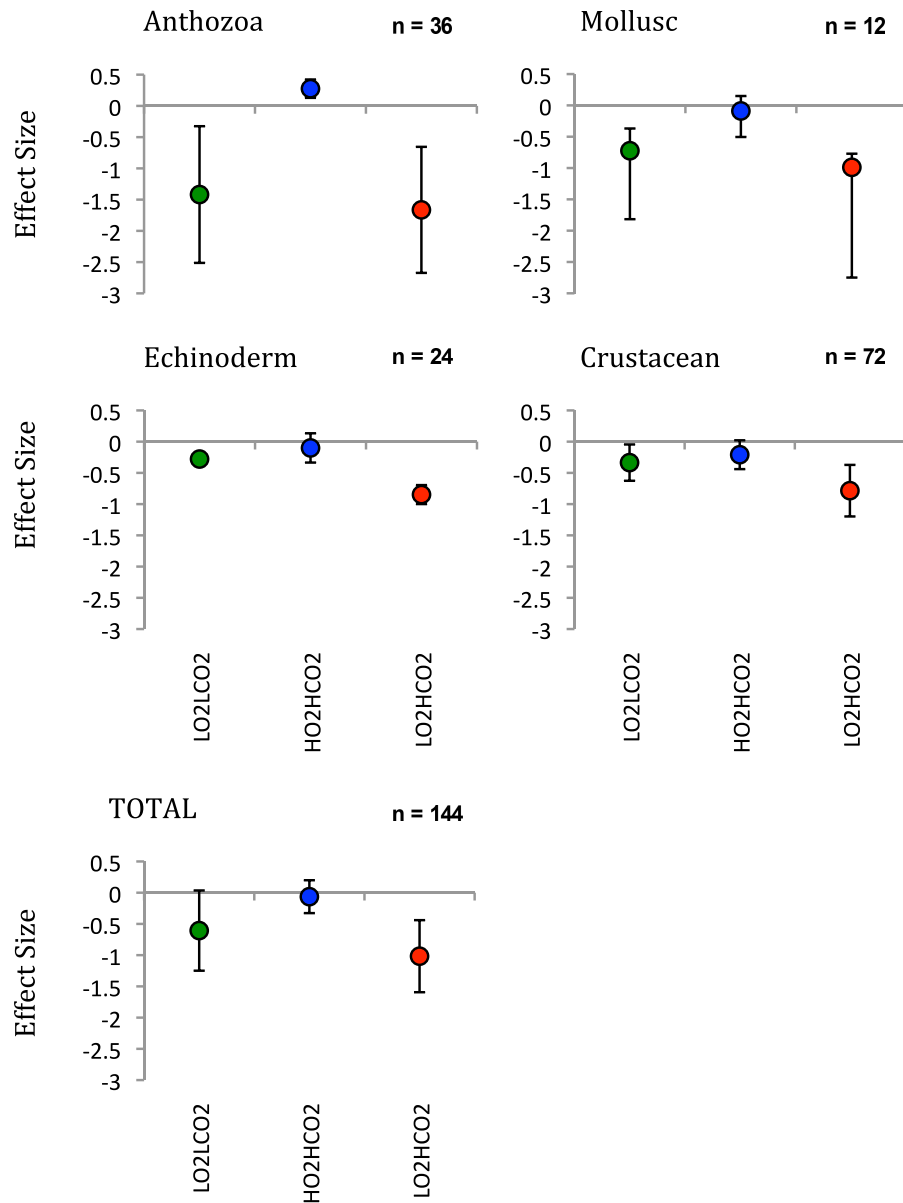 Anthozoa n = 36
Mollusc n = 12
Effect Size
0.5
0
-0.5
-1
-1.5
-2
-2.5
-3
0.5
0
-0.5
-1
-1.5
-2
-2.5
-3
Echinoderm n = 24
Crustacean n = 72
Effect Size
0.5
0
-0.5
-1
-1.5
-2
-2.5
-3
0.5
0
-0.5
-1
-1.5
-2
-2.5
-3
LO2LCO2
HO2HCO2
LO2HCO2
LO2LCO2
HO2HCO2
LO2HCO2
TOTAL n = 144
Effect Size
0.5
0
-0.5
-1
-1.5
-2
-2.5
-3
LO2LCO2
HO2HCO2
LO2HCO2